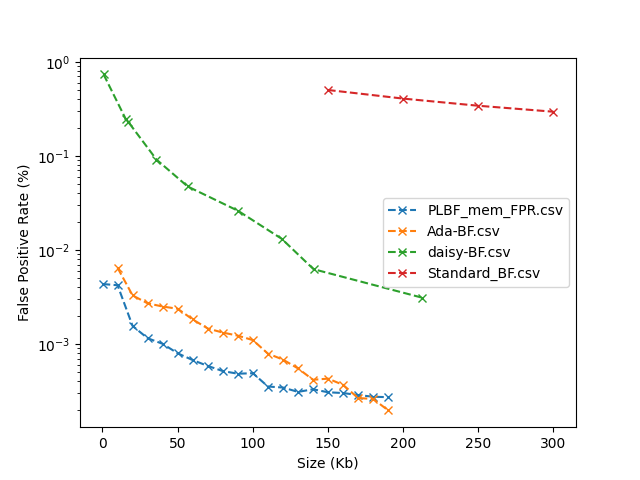 10⁰
10⁻¹
10⁻²
10⁻³
False Positive Rate (%)
PLBF_mem_FPR.csv
Ada-BF.csv
daisy-BF.csv
Standard_BF.csv
0 50 100 150 200 250 300
Size (Kb)